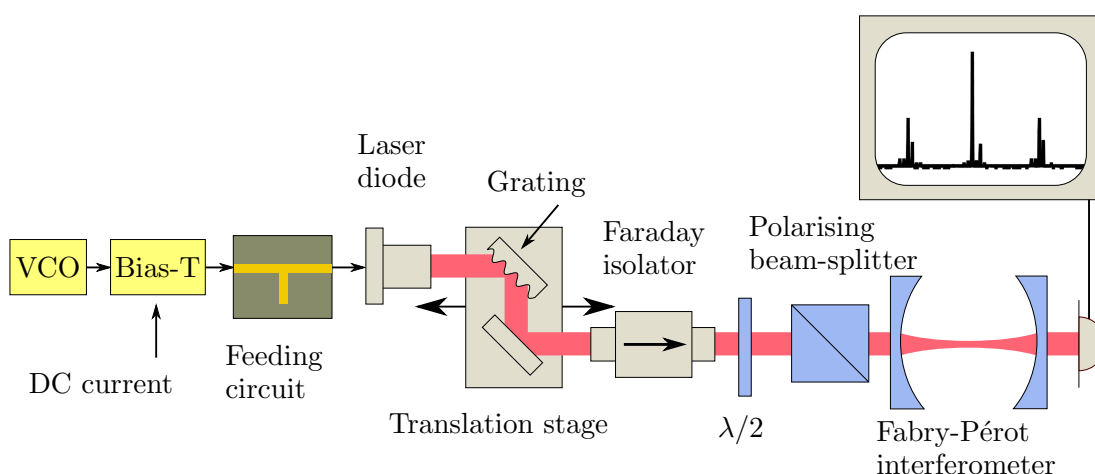 Laser
diode
Grating
Faraday
isolator
Polarising
beam-splitter
VCO
Bias-T
DC current
Feeding
circuit
Translation stage
λ/2
Fabry-Pérot
interferometer